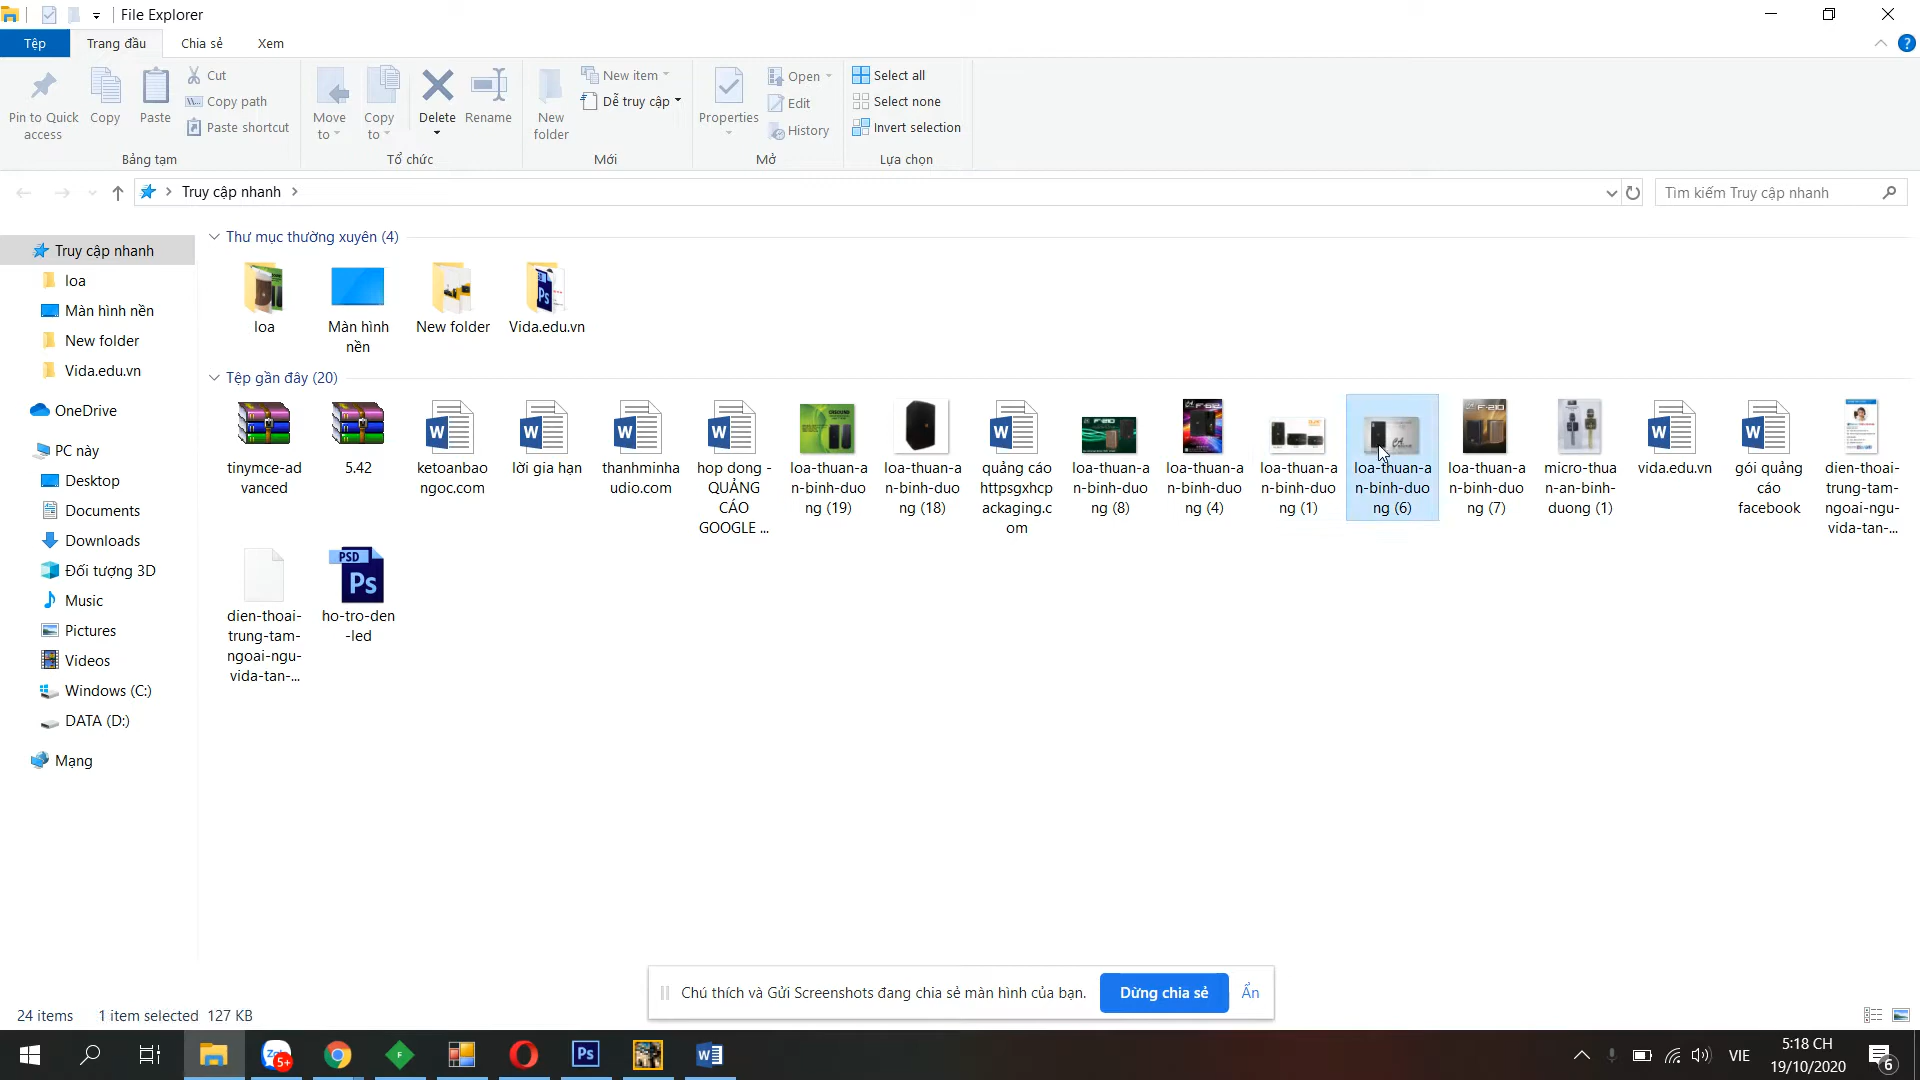 File Explorer
Tệp
Trang đầu
Chia sẻ
Xem
Pin to Quick
access
Copy
Paste
Cut
Copy path
Paste shortcut
Bảng tạm
Move
to
Copy
to
Delete
Rename
Tổ chức
New
folder
New item
Dễ truy cập
Mới
Properties
Open
Edit
History
Mở
Select all
Select none
Invert selection
Lựa chọn
Truy cập nhanh
Tìm kiếm Truy cập nhanh
Truy cập nhanh
loa
Màn hình nền
New folder
Vida.edu.vn
OneDrive
PC này
Desktop
Documents
Downloads
Đối tượng 3D
Music
Pictures
Videos
Windows (C:)
DATA (D:)
Mạng
Thư mục thường xuyên (4)
loa
Màn hình
nền
New folder
Vida.edu.vn
Tệp gần đây (20)
tinymce-ad
vanced
5.42
ketoanbao
ngoc.com
lời gia hạn
thanhminha
udio.com
hop dong -
QUẢNG
CÁO
GOOGLE ...
loa-thuan-a
n-binh-duo
ng (19)
loa-thuan-a
n-binh-duo
ng (18)
quảng cáo
httpsgxhcp
ackaging.c
om
loa-thuan-a
n-binh-duo
ng (8)
loa-thuan-a
n-binh-duo
ng (4)
loa-thuan-a
n-binh-duo
ng (1)
loa-thuan-a
n-binh-duo
ng (6)
loa-thuan-a
n-binh-duo
ng (7)
micro-thua
n-an-binh-
duong (1)
vida.edu.vn
gói quảng
cáo
facebook
dien-thoai-
trung-tam-
ngoai-ngu-
vida-tan-...
dien-thoai-
trung-tam-
ngoai-ngu-
vida-tan-...
PSD
Ps
ho-tro-den
-led
Chú thích và Gửi Screenshots đang chia sẻ màn hình của bạn.
Dừng chia sẻ
Ẩn
24 items
1 item selected 127 KB
5+
Ps
VIE
5:18 CH
19/10/2020
6